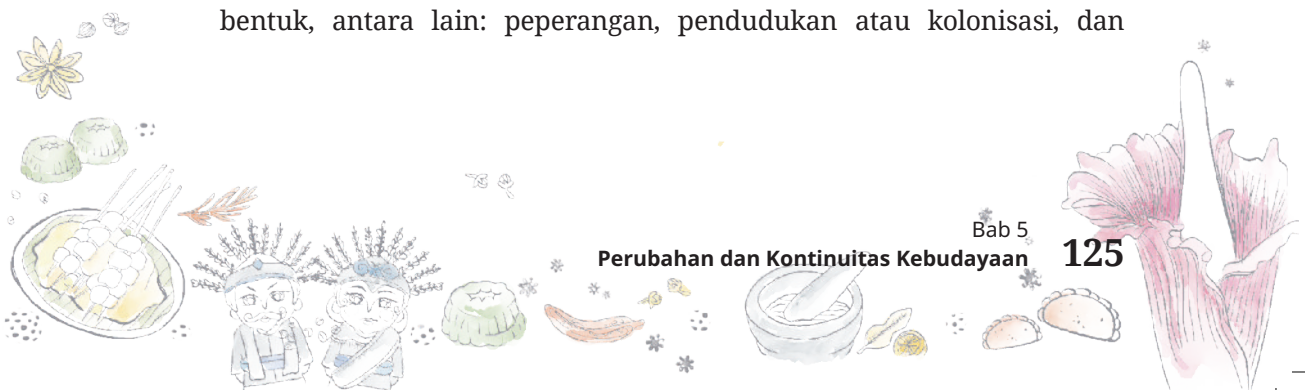 bentuk, antara lain: peperangan, pendudukan atau kolonisasi, dan
Bab 5
Perubahan dan Kontinuitas Kebudayaan 125